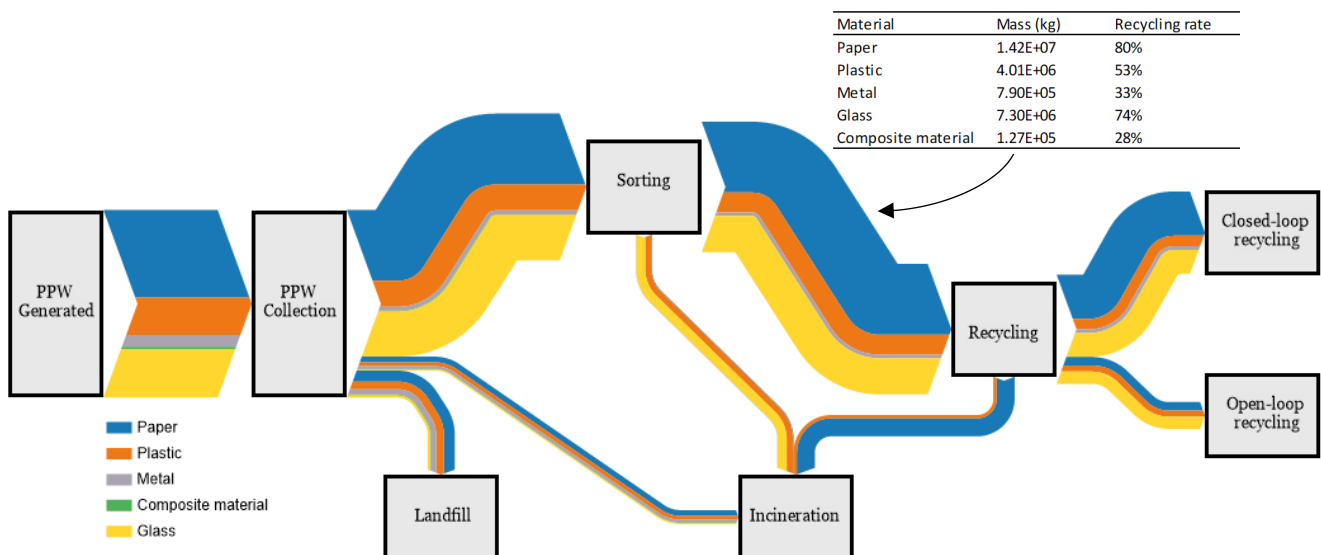 Material Mass (kg) Recycling rate
Paper 1.42E+07 80%
Plastic 4.01E+06 53%
Metal 7.90E+05 33%
Glass 7.30E+06 74%
Composite material 1.27E+05 28%
Sorting
Closed-loop
recycling
PPW
Generated
PPW
Collection
Recycling
Open-loop
recycling
Paper
Plastic
Metal
Composite material
Glass
Landfill
Incineration